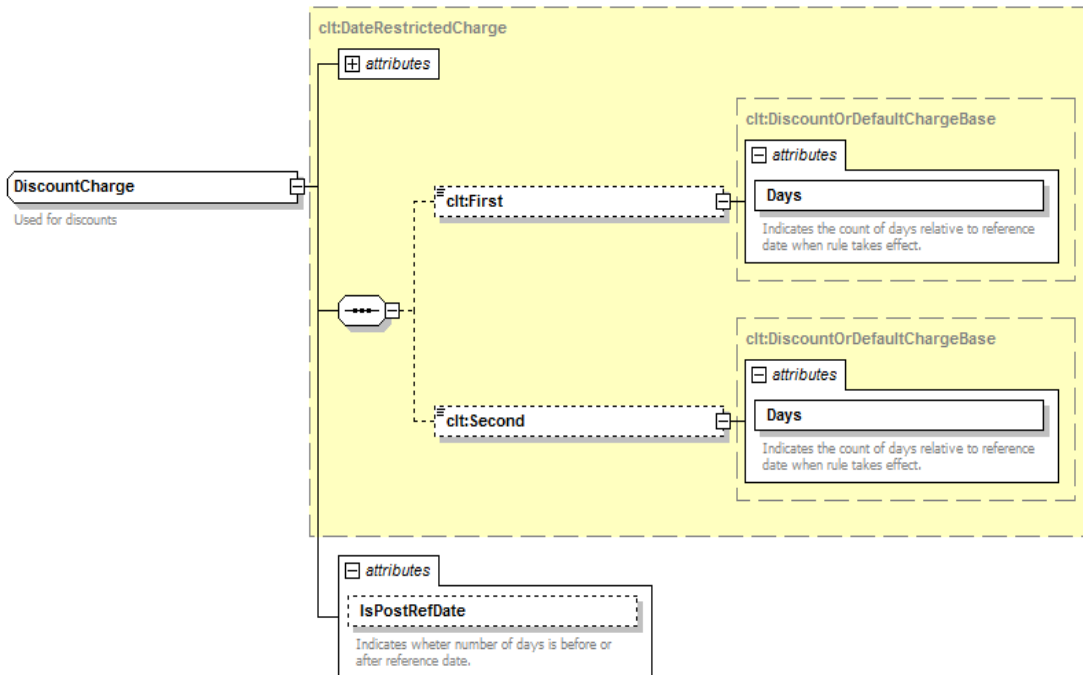 clt:DateRestrictedCharge
attributes
clt:DiscountOrDefaultChargeBase
attributes
DiscountCharge
Used for discounts
clt:First
Days
Indicates the count of days relative to reference
date when rule takes effect.
clt:DiscountOrDefaultChargeBase
attributes
clt:Second
Days
Indicates the count of days relative to reference
date when rule takes effect.
attributes
IsPostRefDate
Indicates wheter number of days is before or
after reference date.